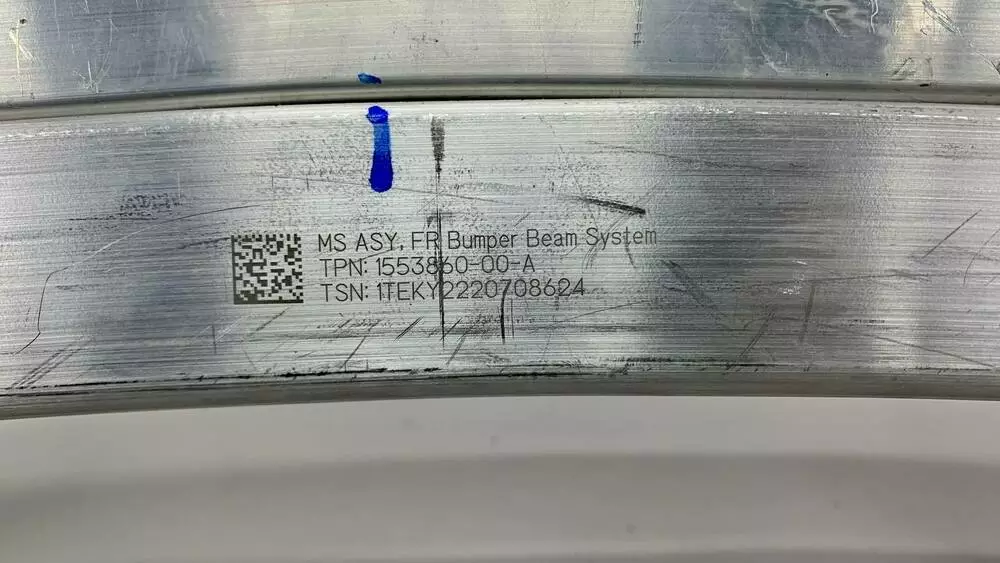 MS ASY, FR Bumper Beam System
TPN: 1553860-00-A
TSN: 1TEKY2220708624